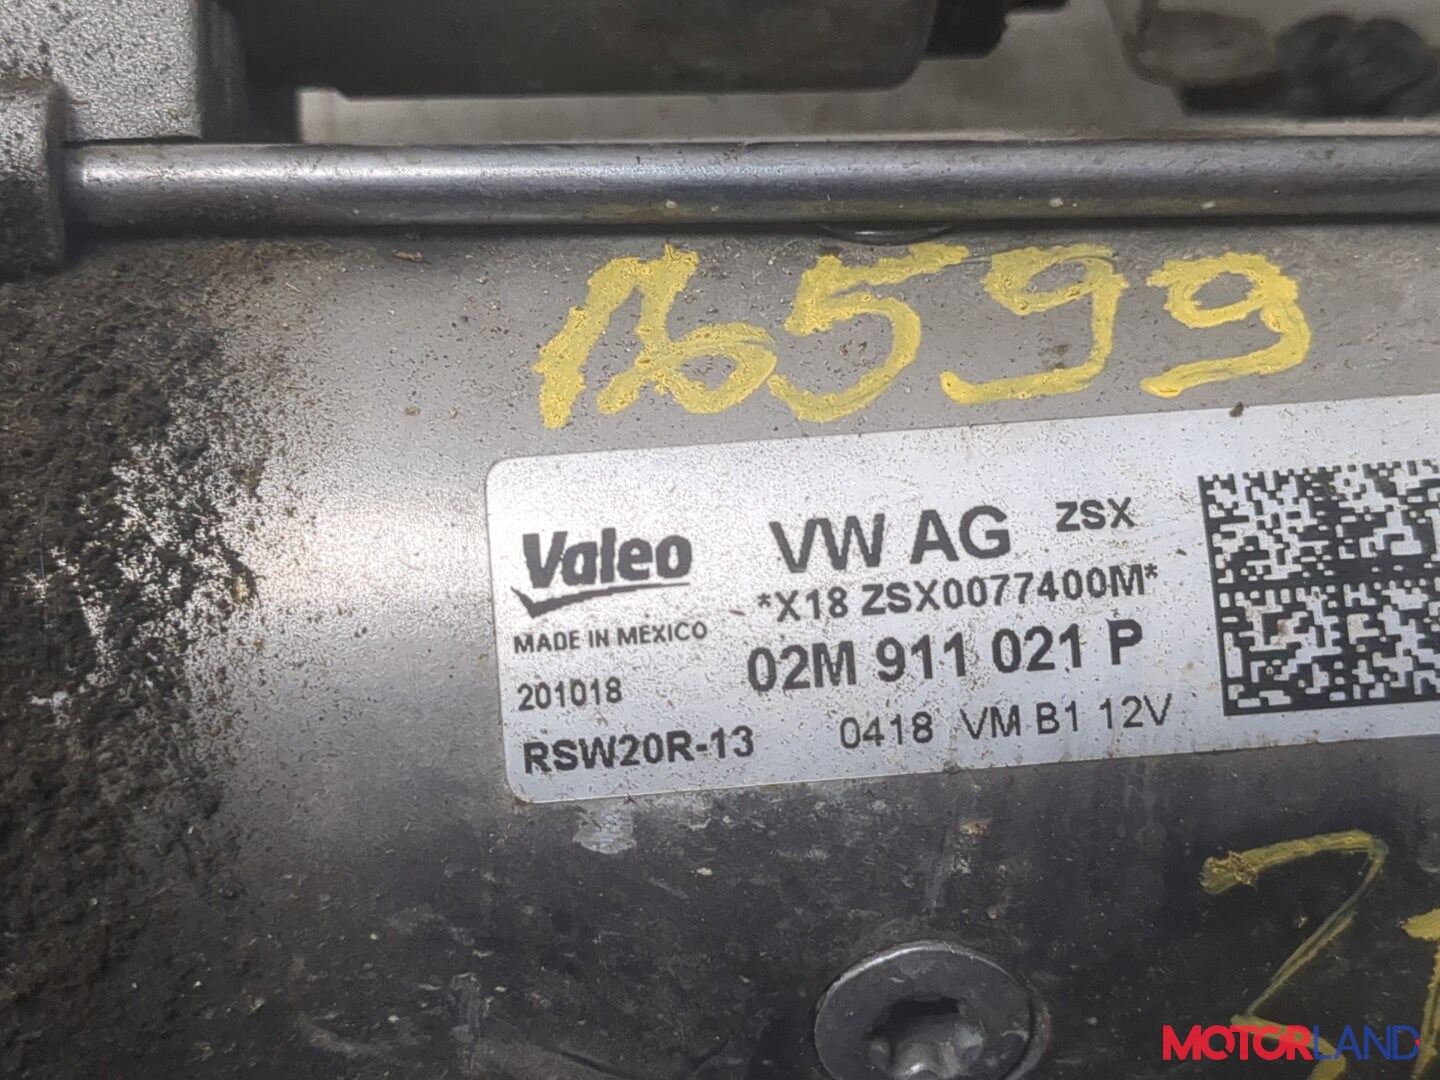 16599
Valeo
VW AG ZSX
*X18 ZSX0077400M*
MADE IN MEXICO
02M 911 021 P
201018
RSW20R-13
0418 VM B1 12V
MOTORLAND